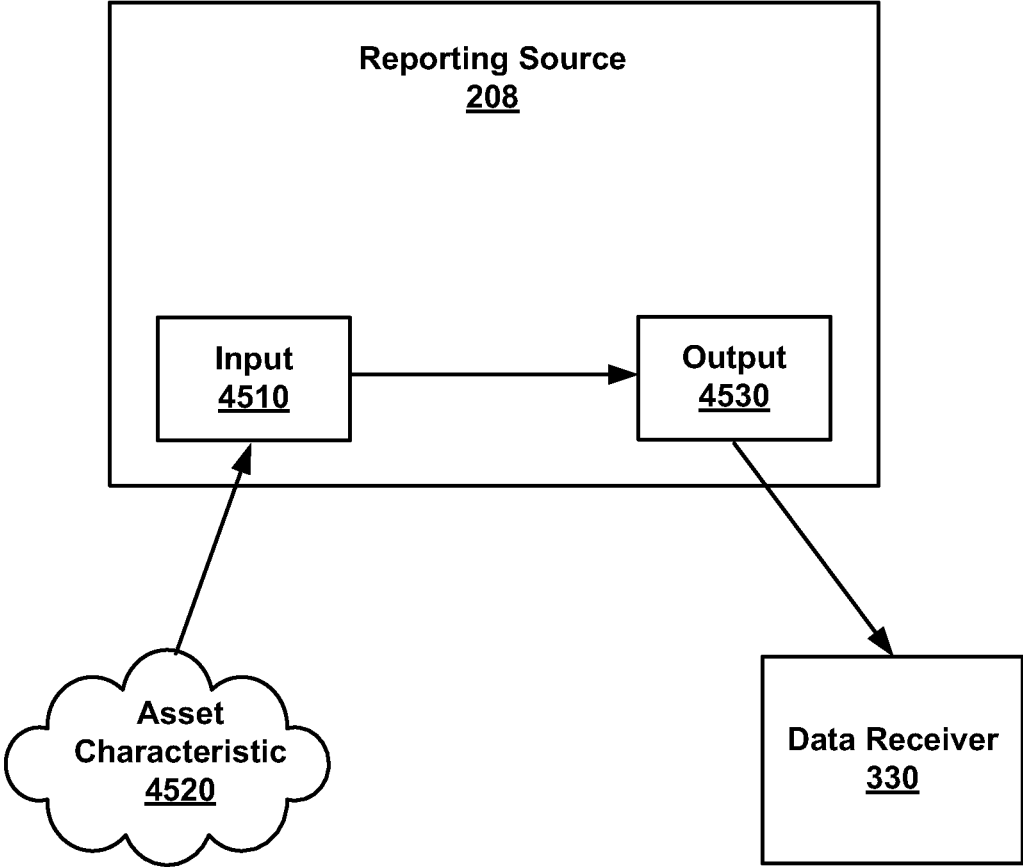 Reporting Source
208
Input
4510
Output
4530
Asset
Characteristic
4520
Data Receiver
330